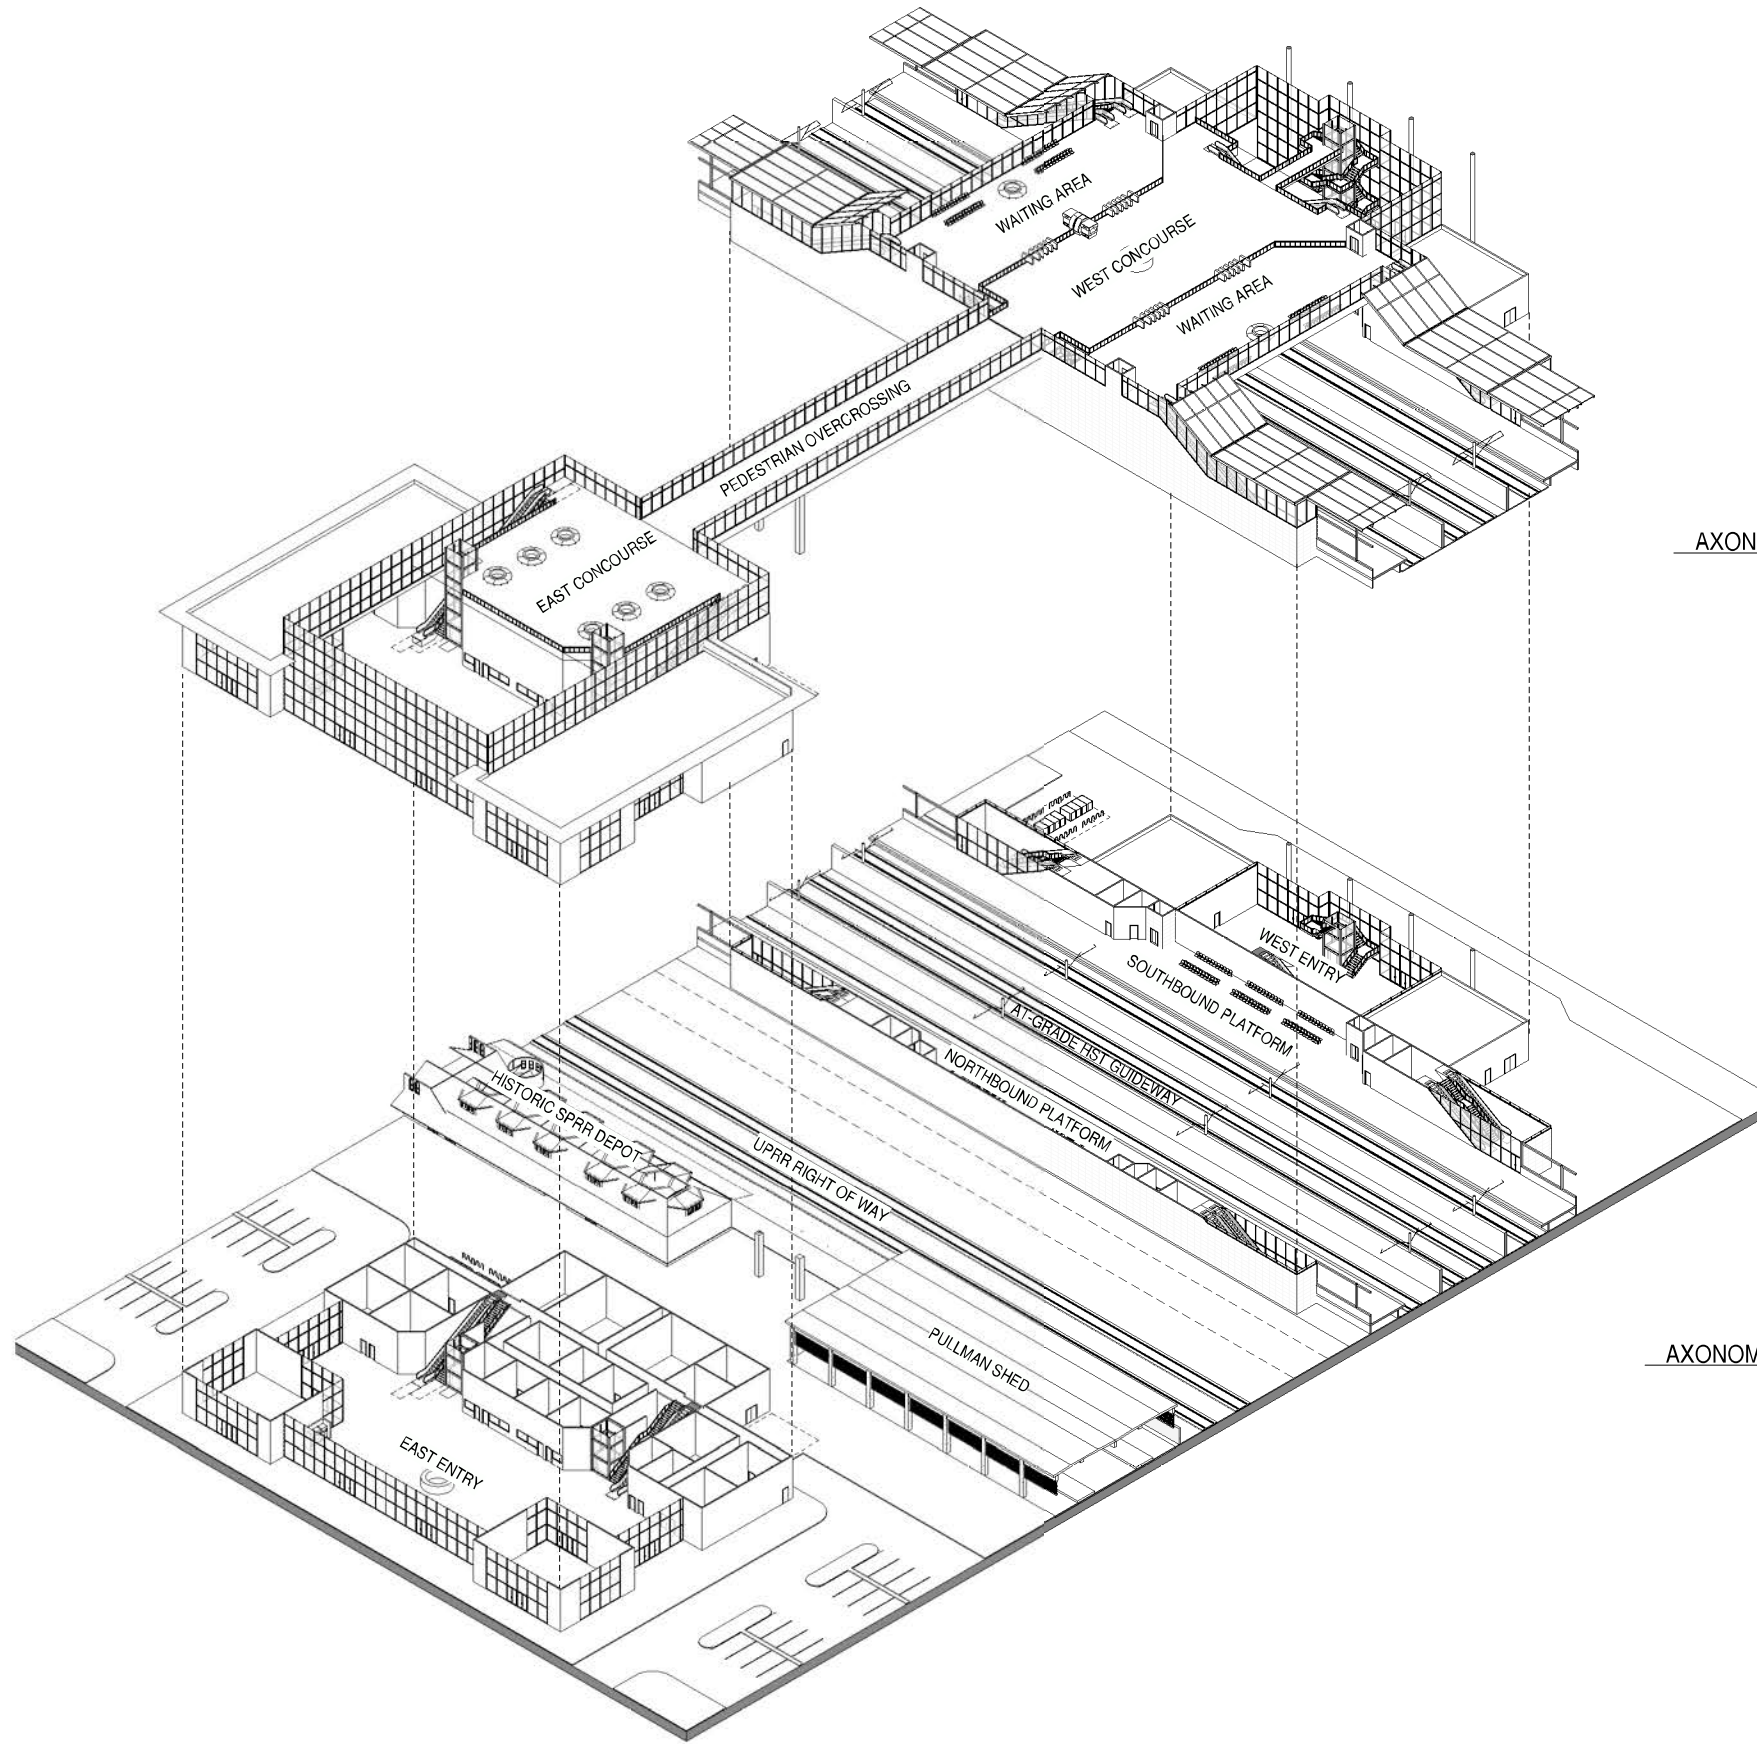 WAITING AREA
WEST CONCOURSE
WAITING AREA
PEDESTRIAN OVERCROSSING
EAST CONCOURSE
AXON
WEST ENTRY
SOUTHBOUND PLATFORM
AT-GRADE HST GUIDEWAY
NORTHBOUND PLATFORM
HISTORIC SPRR DEPOT
UPRR RIGHT OF WAY
PULLMAN SHED
AXONOM
EAST ENTRY